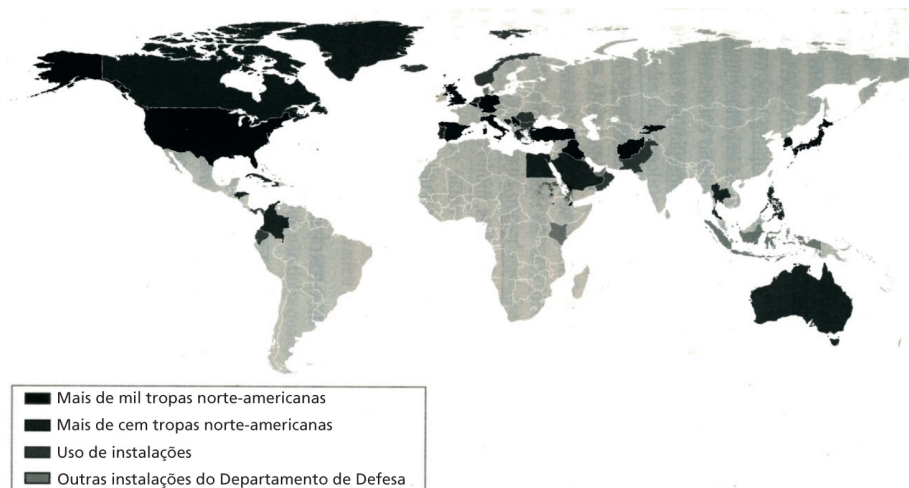 Mais de mil tropas norte-americanas
Mais de cem tropas norte-americanas
Uso de instalações
Outras instalações do Departamento de Defesa